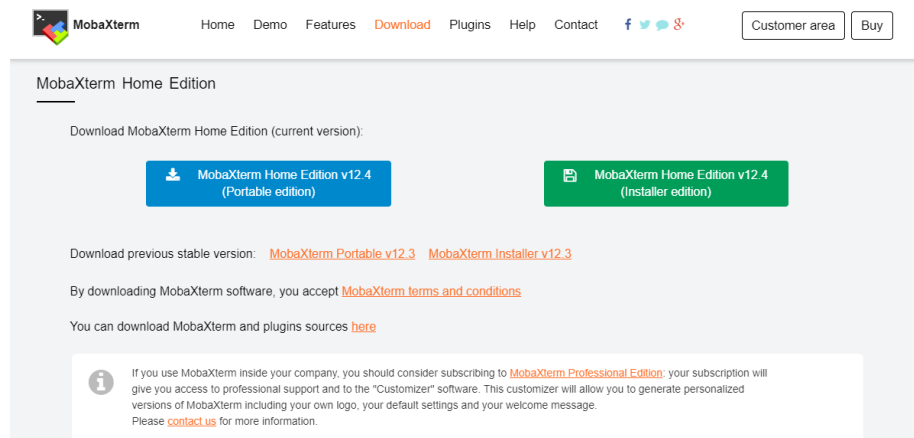 MobaXterm Home Demo Features Download Plugins Help Contact Customer area Buy
MobaXterm Home Edition
Download MobaXterm Home Edition (current version):
MobaXterm Home Edition v12.4
(Portable edition)
MobaXterm Home Edition v12.4
(Installer edition)
Download previous stable version: MobaXterm Portable v12.3 MobaXterm Installer v12.3
By downloading MobaXterm software, you accept MobaXterm terms and conditions
You can download MobaXterm and plugins sources here
If you use MobaXterm inside your company, you should consider subscribing to MobaXterm Professional Edition: your subscription will
give you access to professional support and to the "Customizer" software. This customizer will allow you to generate personalized
versions of MobaXterm including your own logo, your default settings and your welcome message.
Please contact us for more information.